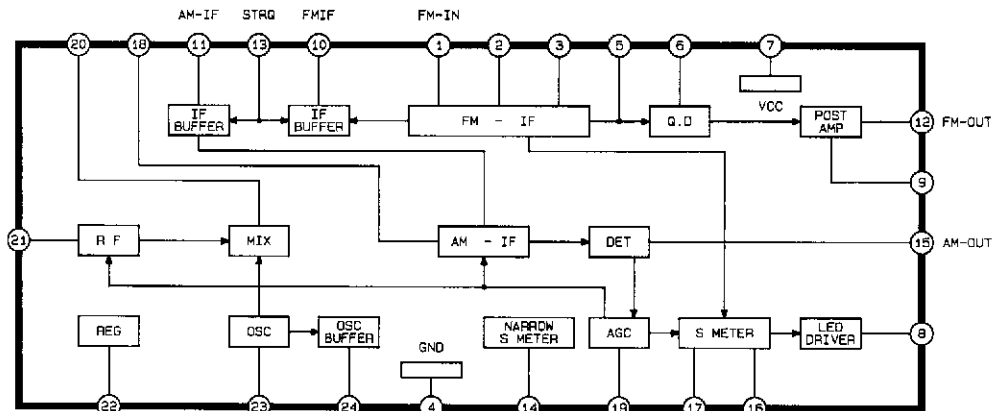 AM-IF STRQ FMIF FM-IN
20 18 11 13 10 1 2 3 5 6 7
IF BUFFER
IF BUFFER
FM - IF
Q.D
VCC
POST AMP
12 FM-OUT
9
21
RF
MIX
AM - IF
DET
15 AM-OUT
REG
OSC
OSC BUFFER
GND
NARROW S METER
AGC
S METER
LED DRIVER
8
22 23 24 4 14 19 17 16